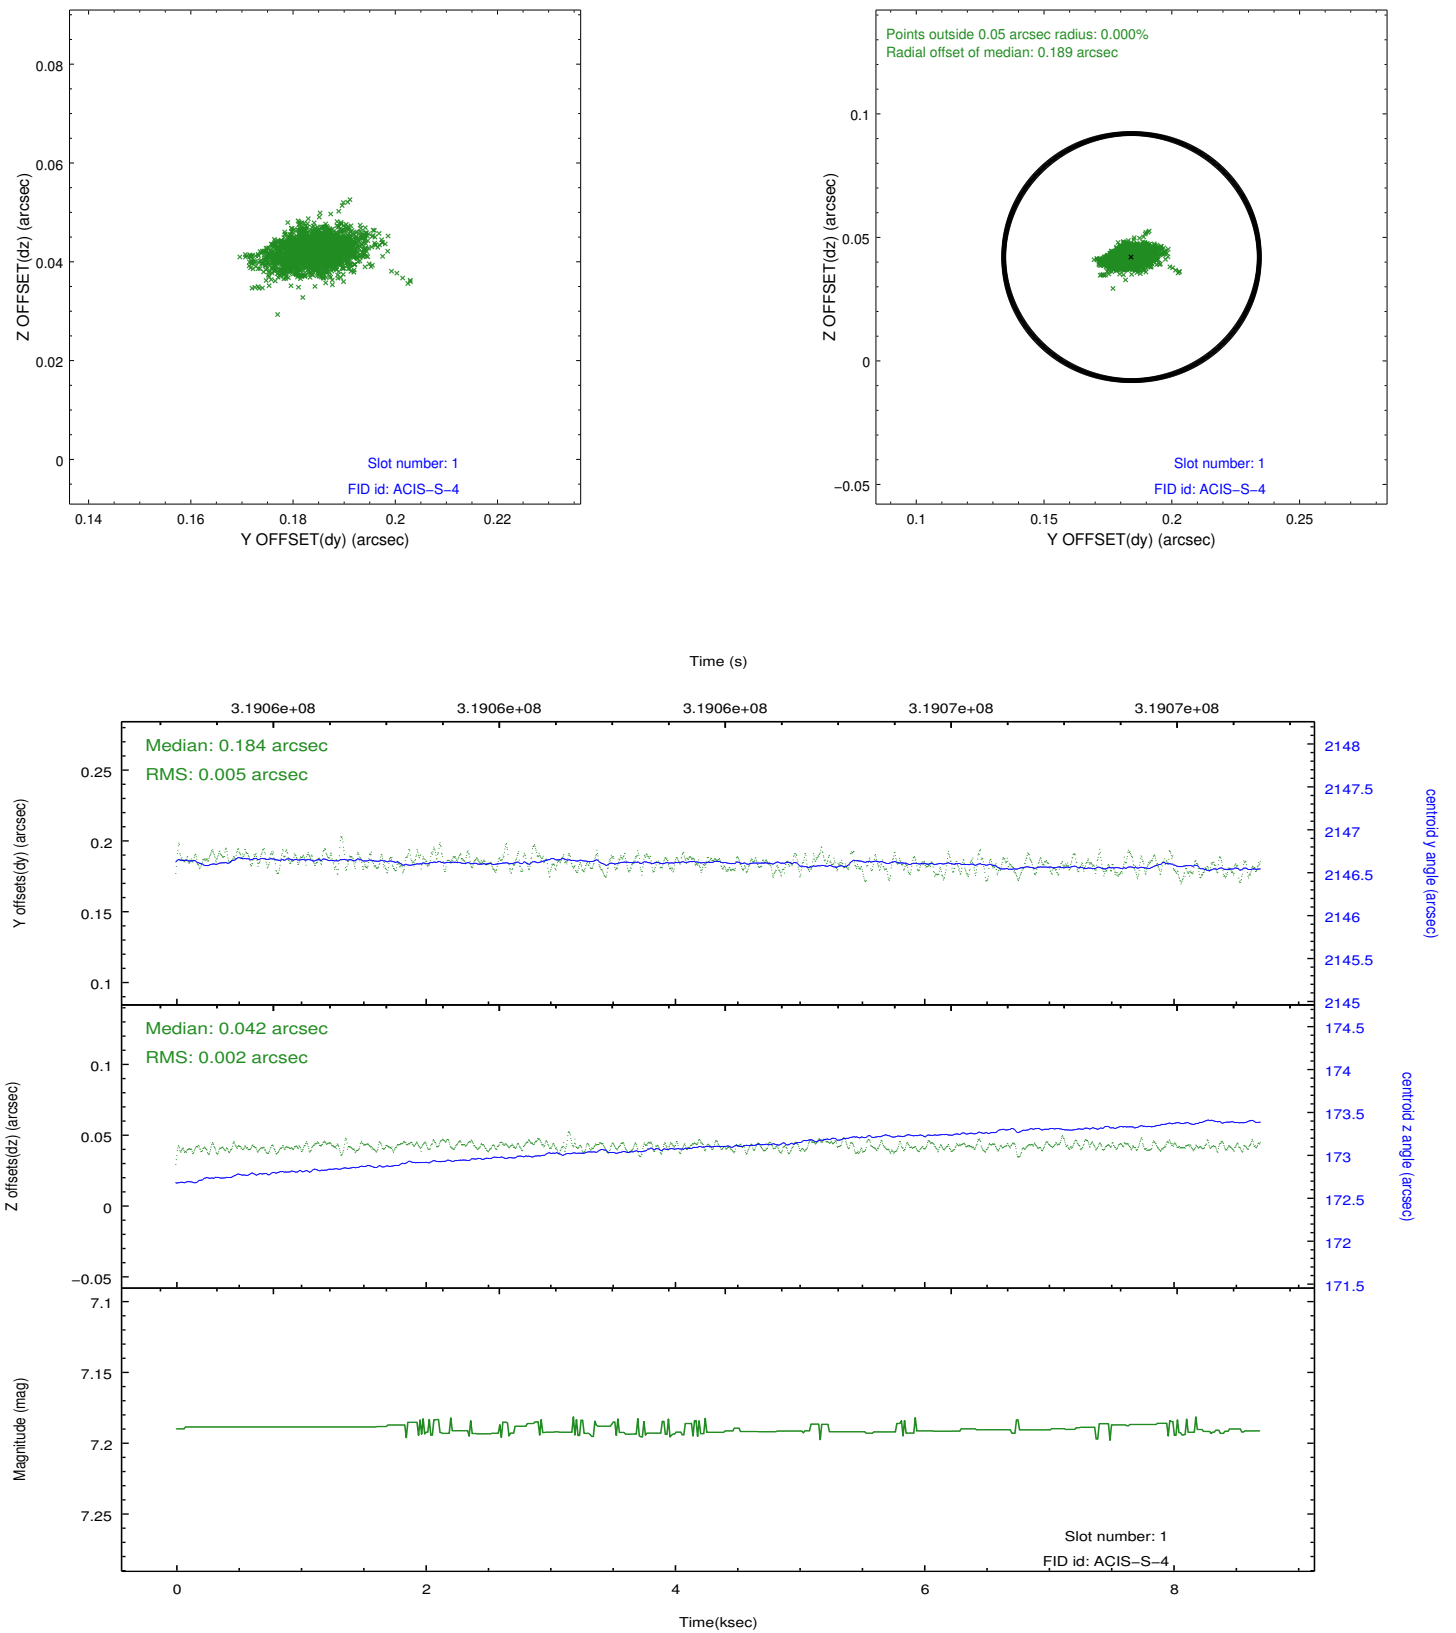 0.08
0.06
0.04
0.02
0
Z OFFSET(dz) (arcsec)
Slot number: 1
FID id: ACIS−S−4
0.14 0.16 0.18 0.2 0.22
Y OFFSET(dy) (arcsec)
Points outside 0.05 arcsec radius: 0.000%
Radial offset of median: 0.189 arcsec
0.1
0.05
0
−0.05
Z OFFSET(dz) (arcsec)
Slot number: 1
FID id: ACIS−S−4
0.1 0.15 0.2 0.25
Y OFFSET(dy) (arcsec)
Time (s)
3.1906e+08 3.1906e+08 3.1906e+08 3.1907e+08 3.1907e+08
Median: 0.184 arcsec
RMS: 0.005 arcsec
0.25
0.2
0.15
0.1
Y offsets(dy) (arcsec)
2148
2147.5
2147
2146.5
2146
2145.5
2145
centroid y angle (arcsec)
Median: 0.042 arcsec
RMS: 0.002 arcsec
0.1
0.05
0
−0.05
Z offsets(dz) (arcsec)
174.5
174
173.5
173
172.5
172
171.5
centroid z angle (arcsec)
7.1
7.15
7.2
7.25
Magnitude (mag)
Slot number: 1
FID id: ACIS−S−4
0 2 4 6 8
Time(ksec)